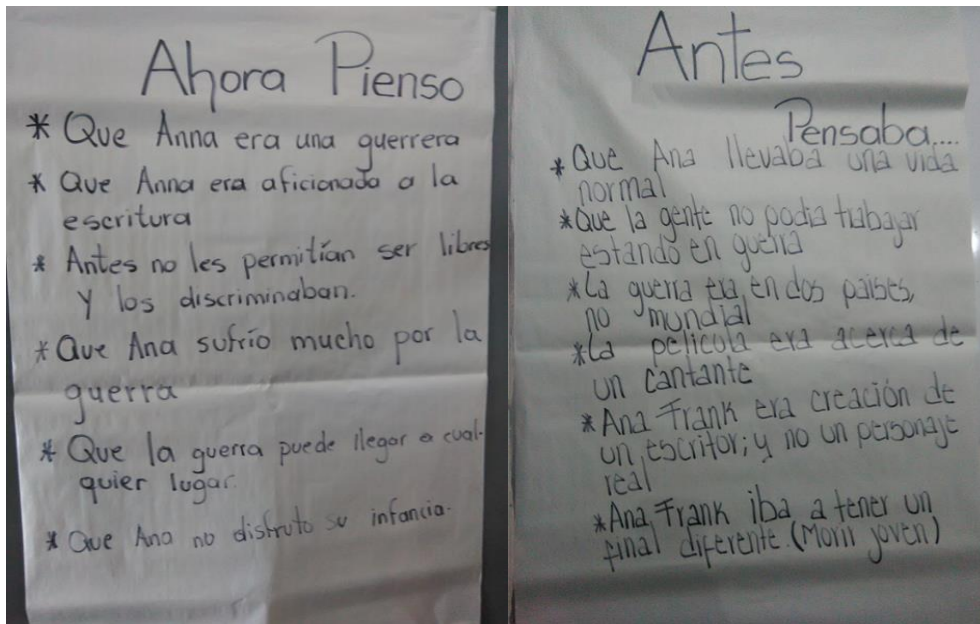 Ahora Pienso
* Que Anna era una guerrera
* Que Anna era aficionada a la
escritura
* Antes no les permitían ser libres
y los discriminaban.
* Que Ana sufrío mucho por la
guerra
* Que la guerra puede llegar a cual-
quier lugar.
* Que Ana no disfruto su infancia.
Antes
Pensaba....
* Que Ana llevaba una vida
normal
* Que la gente no podia trabajar
estando en guerra
* La guerra era en dos paises,
no mundial
* La pelicula era acerca de
un cantante
* Ana Frank era creación de
un escritor; y no un personaje
real
* Ana Frank iba a tener un
final diferente. (Morir joven)